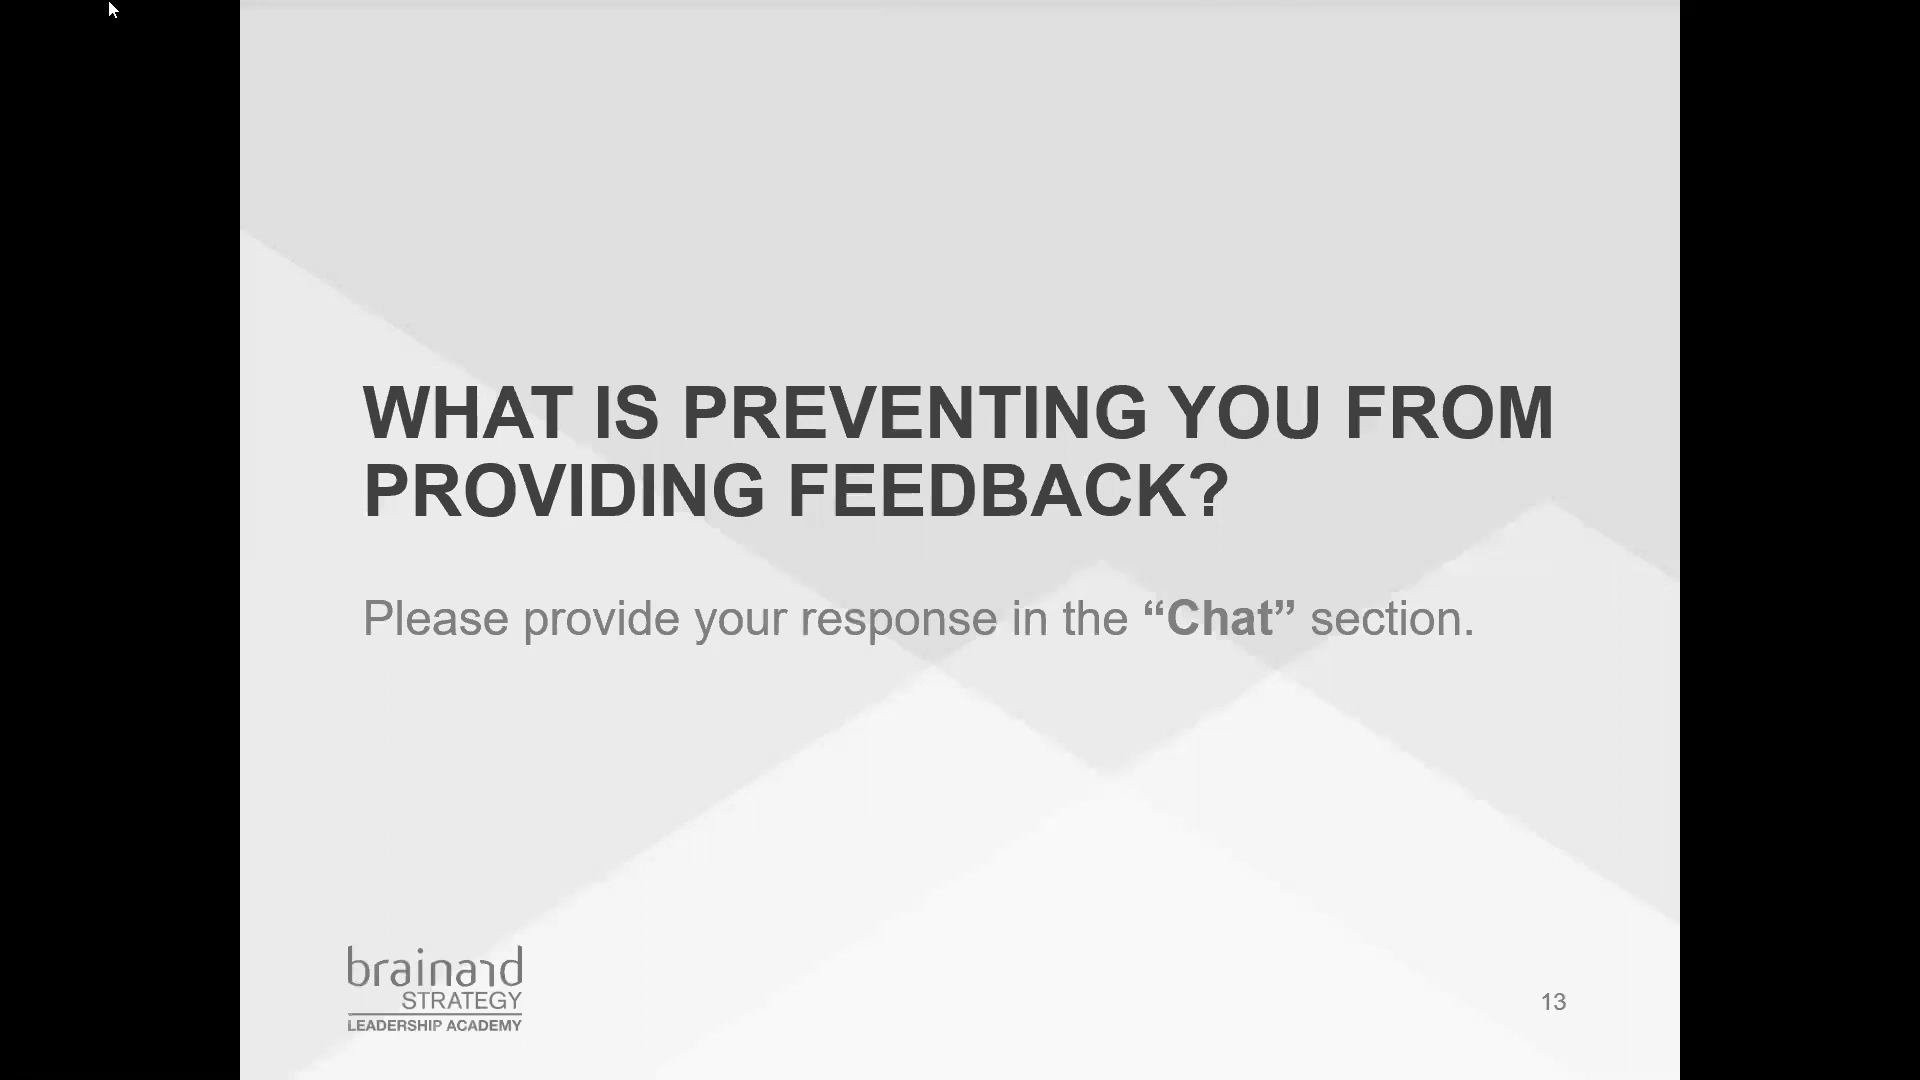 WHAT IS PREVENTING YOU FROM
PROVIDING FEEDBACK?
Please provide your response in the “Chat” section.
brainard
STRATEGY
LEADERSHIP ACADEMY
13